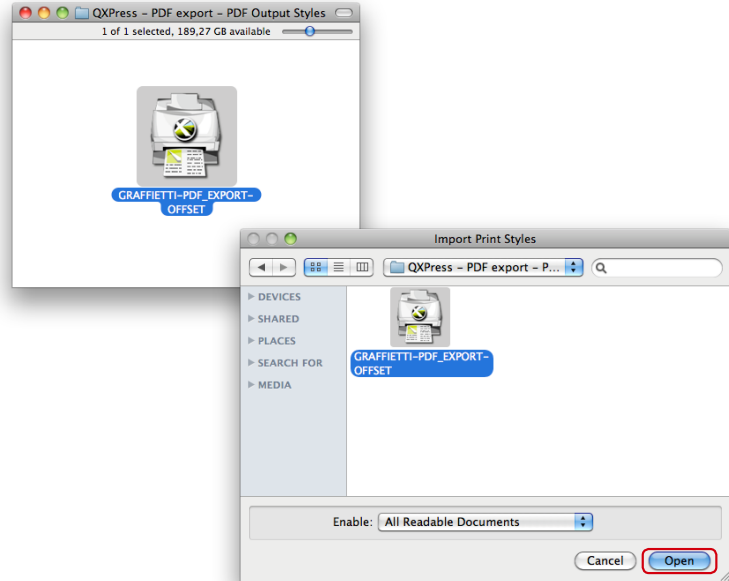 QXPress – PDF export – PDF Output Styles
1 of 1 selected, 189,27 GB available
GRAFFIETTI-PDF_EXPORT-
OFFSET
Import Print Styles
QXPress – PDF export – P...
DEVICES
SHARED
PLACES
SEARCH FOR
MEDIA
GRAFFIETTI-PDF_EXPORT-
OFFSET
Enable: All Readable Documents
Cancel Open